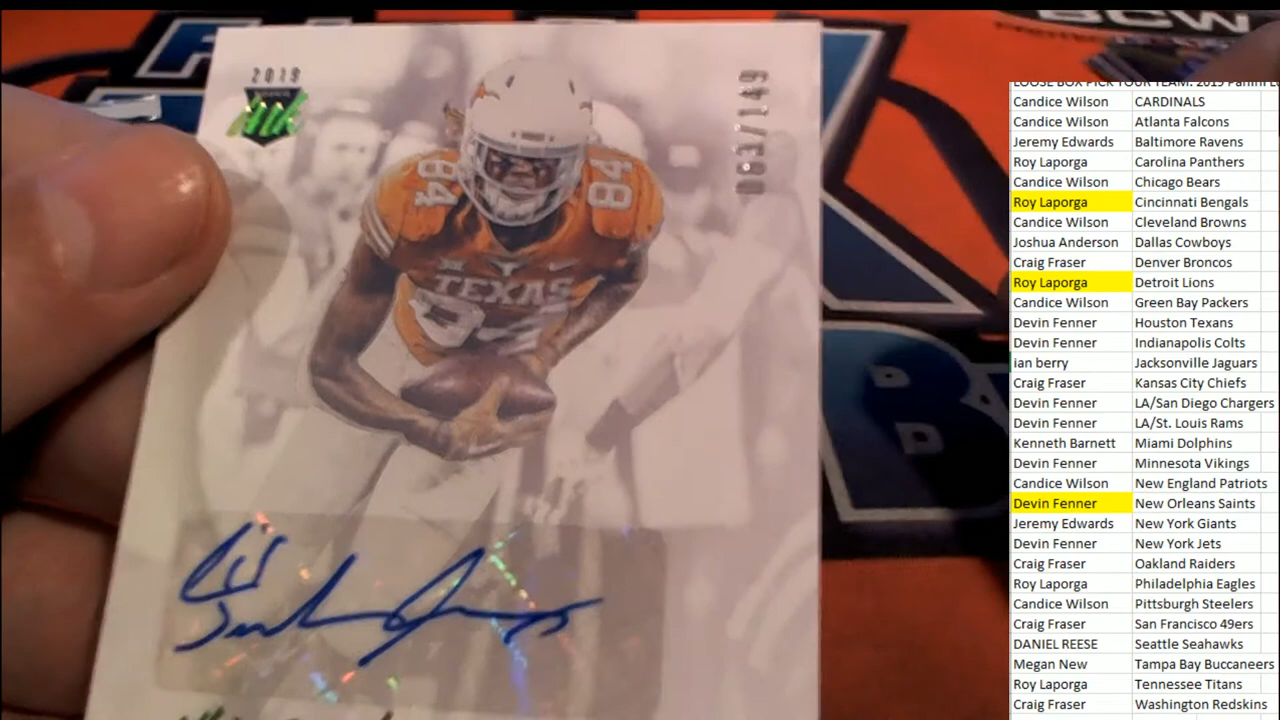 BCW
2019
063/149
84 84
TEXAS
84
LOOSE BOX PICK YOUR TEAM: 2019 Panini
Candice Wilson CARDINALS
Candice Wilson Atlanta Falcons
Jeremy Edwards Baltimore Ravens
Roy Laporga Carolina Panthers
Candice Wilson Chicago Bears
Roy Laporga Cincinnati Bengals
Candice Wilson Cleveland Browns
Joshua Anderson Dallas Cowboys
Craig Fraser Denver Broncos
Roy Laporga Detroit Lions
Candice Wilson Green Bay Packers
Devin Fenner Houston Texans
Devin Fenner Indianapolis Colts
ian berry Jacksonville Jaguars
Craig Fraser Kansas City Chiefs
Devin Fenner LA/San Diego Chargers
Devin Fenner LA/St. Louis Rams
Kenneth Barnett Miami Dolphins
Devin Fenner Minnesota Vikings
Candice Wilson New England Patriots
Devin Fenner New Orleans Saints
Jeremy Edwards New York Giants
Devin Fenner New York Jets
Craig Fraser Oakland Raiders
Roy Laporga Philadelphia Eagles
Candice Wilson Pittsburgh Steelers
Craig Fraser San Francisco 49ers
DANIEL REESE Seattle Seahawks
Megan New Tampa Bay Buccaneers
Roy Laporga Tennessee Titans
Craig Fraser Washington Redskins